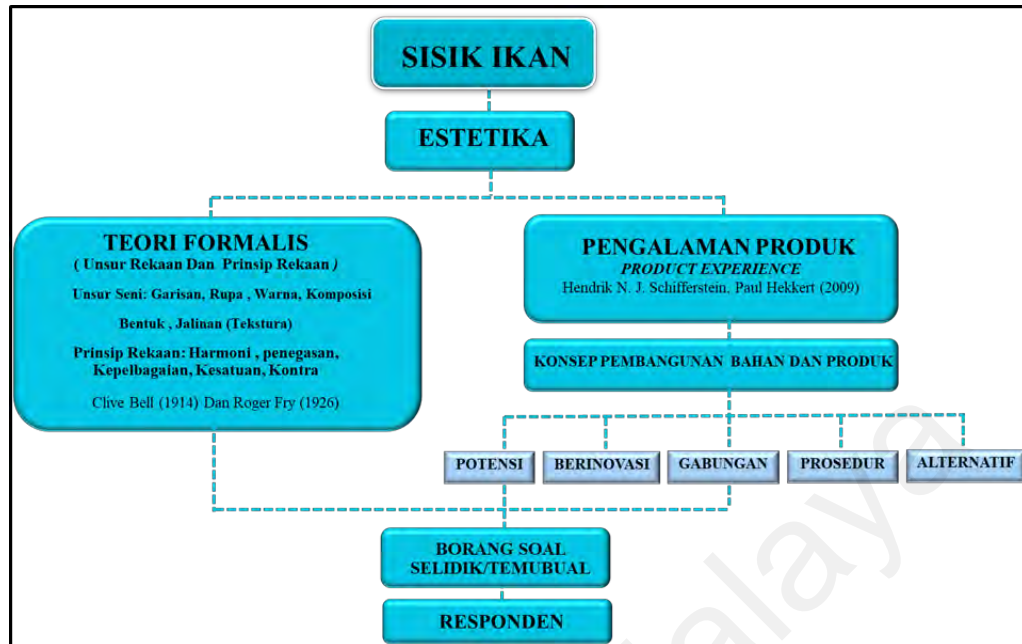 SISIK IKAN
ESTETIKA
TEORI FORMALIS
( Unsur Rekaan Dan Prinsip Rekaan )
Unsur Seni: Garisan, Rupa , Warna, Komposisi
Bentuk , Jalinan (Tekstura)
Prinsip Rekaan: Harmoni , penegasan,
Kepelbagaian, Kesatuan, Kontra
Clive Bell (1914) Dan Roger Fry (1926)
PENGALAMAN PRODUK
PRODUCT EXPERIENCE
Hendrik N. J. Schifferstein, Paul Hekkert (2009)
KONSEP PEMBANGUNAN BAHAN DAN PRODUK
POTENSI
BERINOVASI
GABUNGAN
PROSEDUR
ALTERNATIF
BORANG SOAL
SELIDIK/TEMUBUAL
RESPONDEN